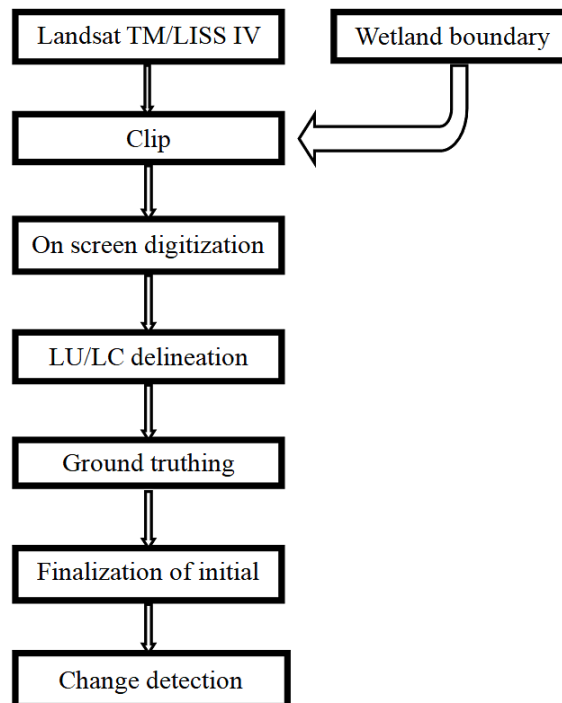 Landsat TM/LISS IV
Wetland boundary
Clip
On screen digitization
LU/LC delineation
Ground truthing
Finalization of initial
Change detection